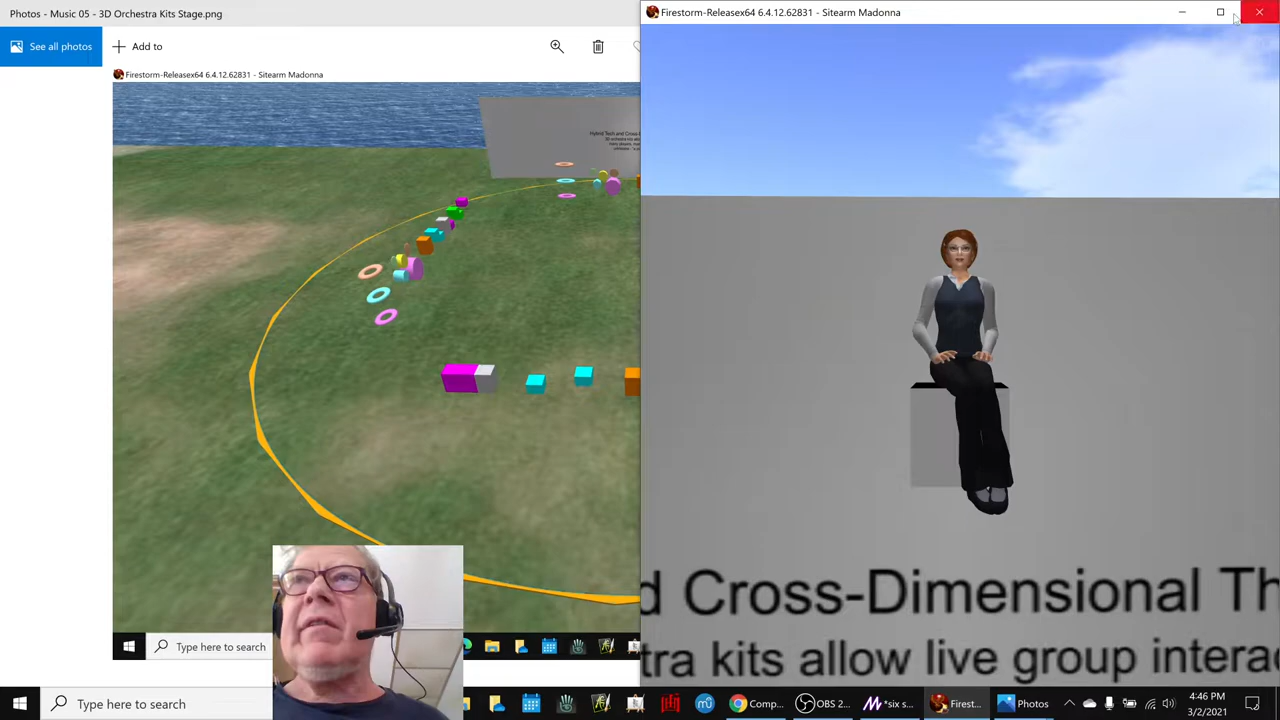 Photos - Music 05 - 3D Orchestra Kits Stage.png
Firestorm-Releasex64 6.4.12.62831 - Sitearm Madonna
See all photos
Add to
Firestorm-Releasex64 6.4.12.62831 - Sitearm Madonna
d Cross-Dimensional Th
tra kits allow live group interac
Type here to search
Type here to search
Comp...
OBS 2...
*six s...
Firest...
Photos
4:46 PM
3/2/2021